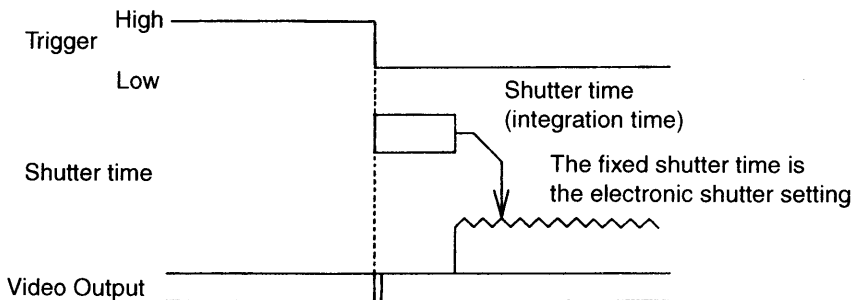 High
Trigger
Low
Shutter time
(integration time)
The fixed shutter time is
Shutter time
the electronic shutter setting
Video Output